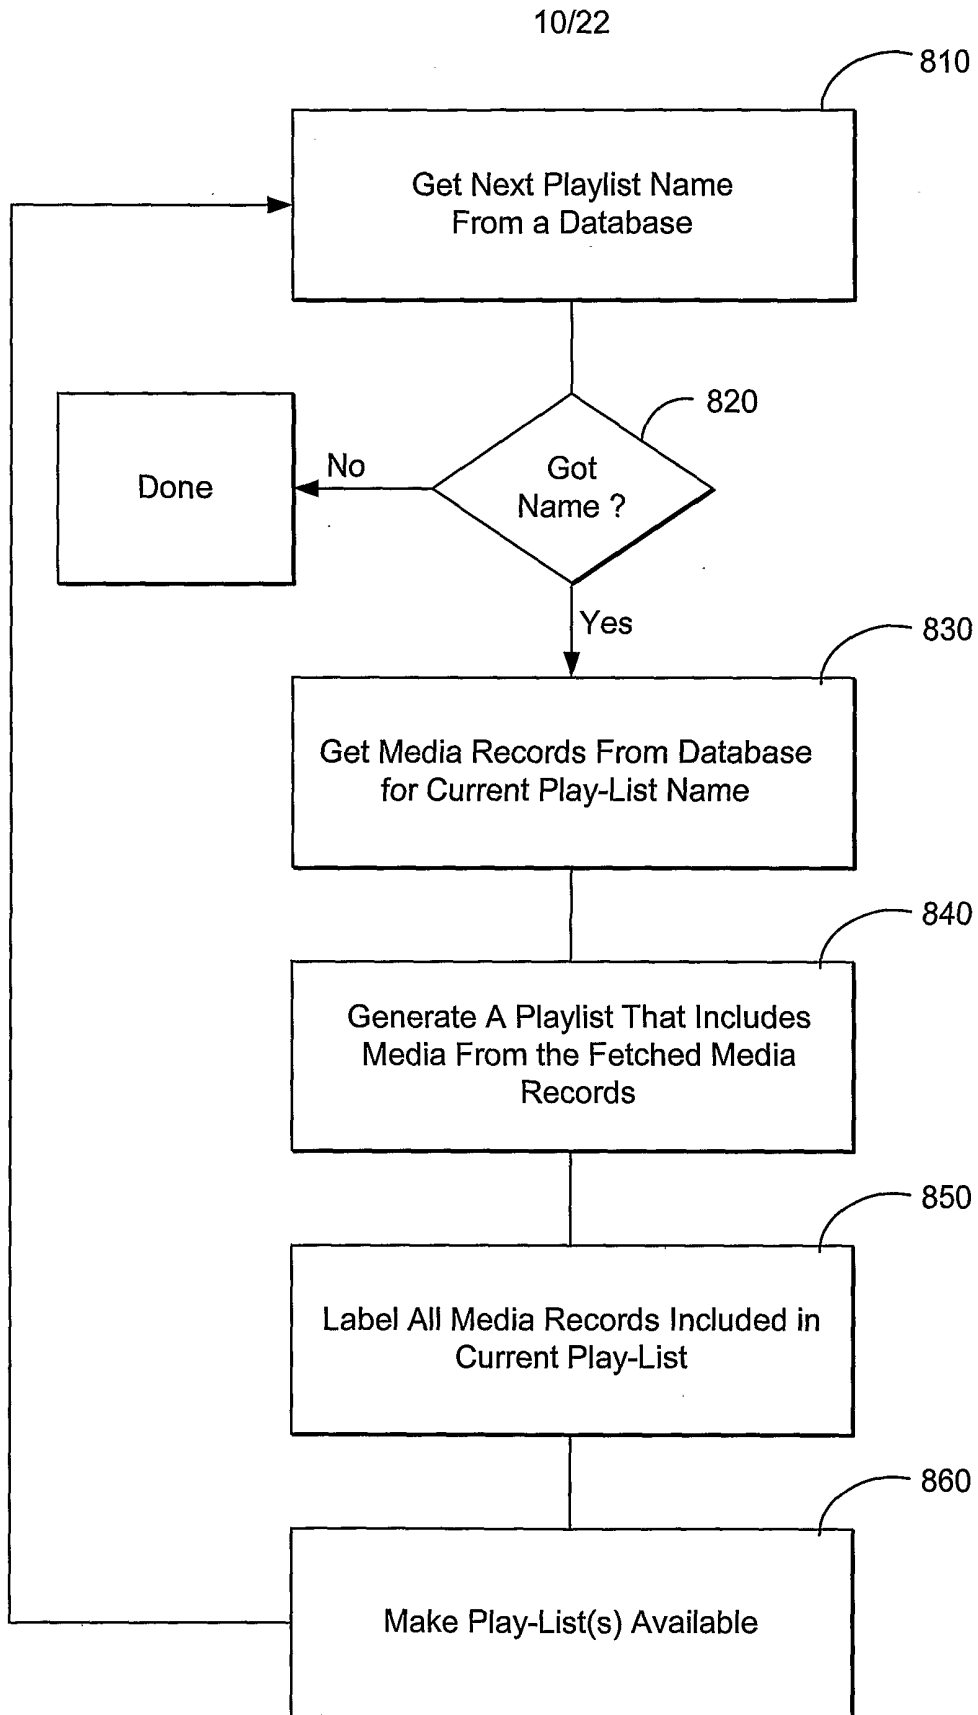 10/22
810
Get Next Playlist Name
From a Database
820
Got
Name ?
No
Done
Yes
830
Get Media Records From Database
for Current Play-List Name
840
Generate A Playlist That Includes
Media From the Fetched Media
Records
850
Label All Media Records Included in
Current Play-List
860
Make Play-List(s) Available